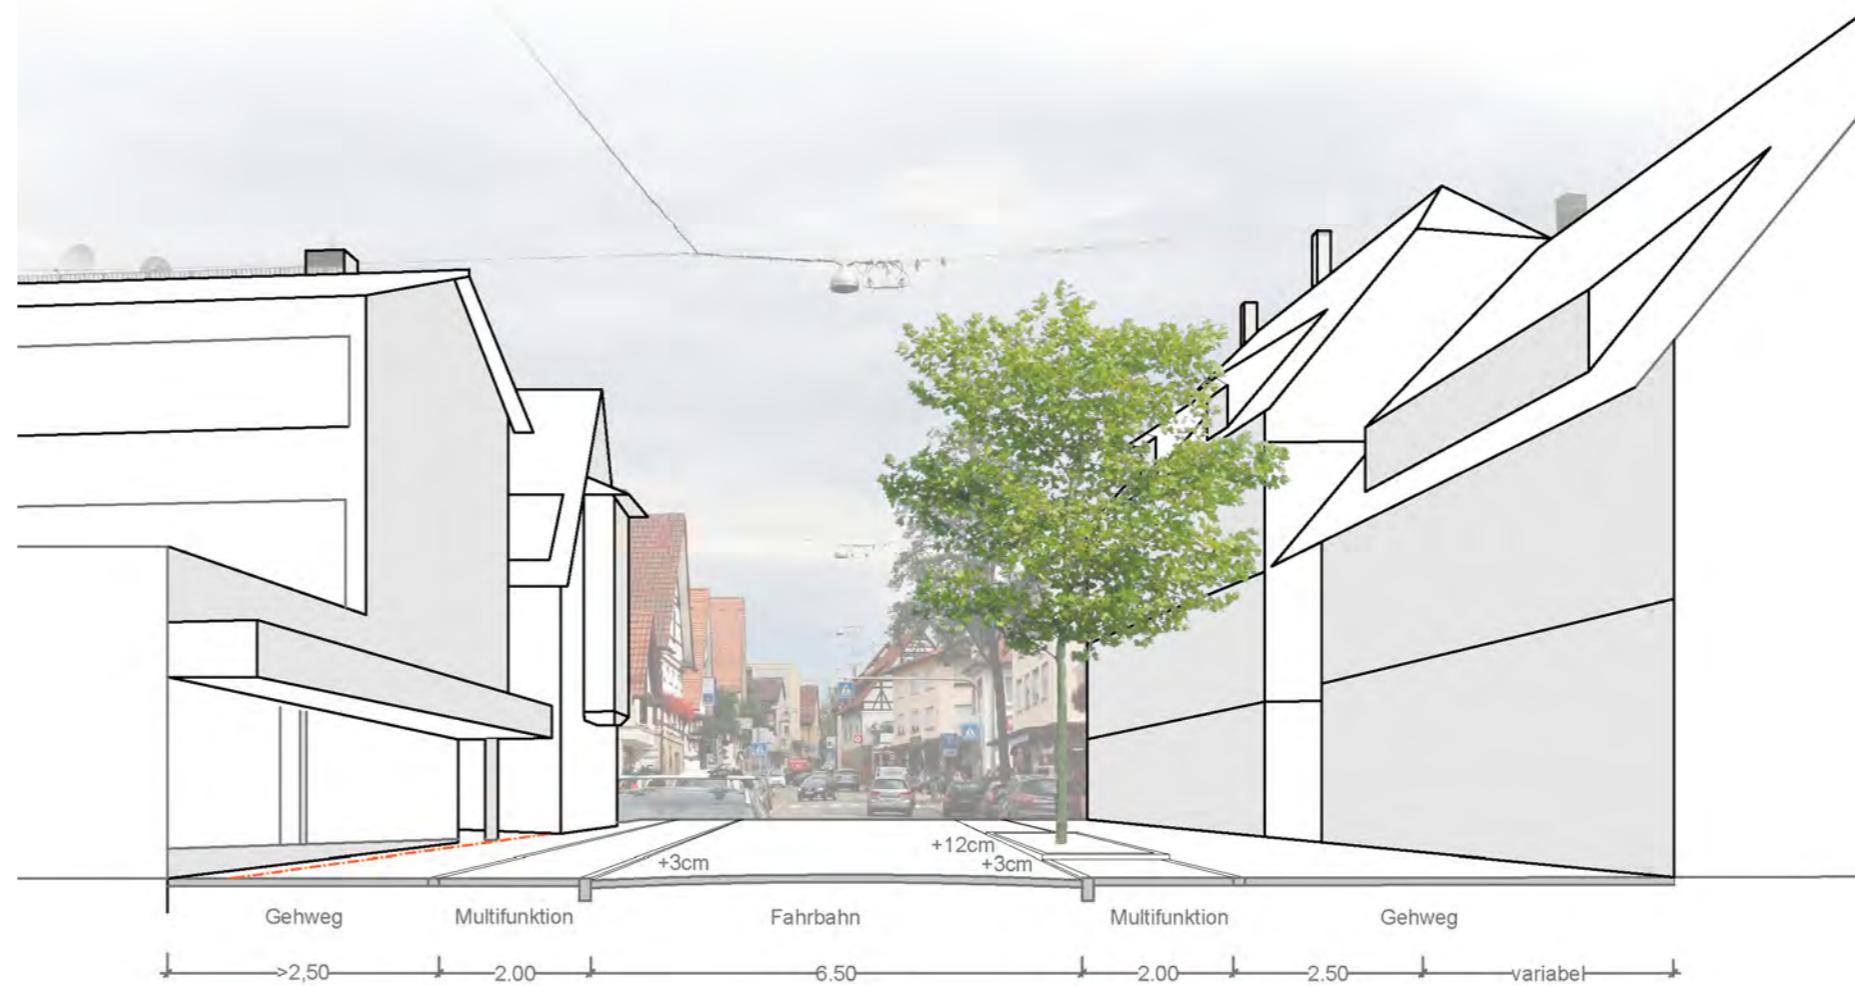 +12cm
+3cm
+3cm
Gehweg Multifunktion Fahrbahn Multifunktion Gehweg
>2,50 2.00 6.50 2.00 2.50 variabel